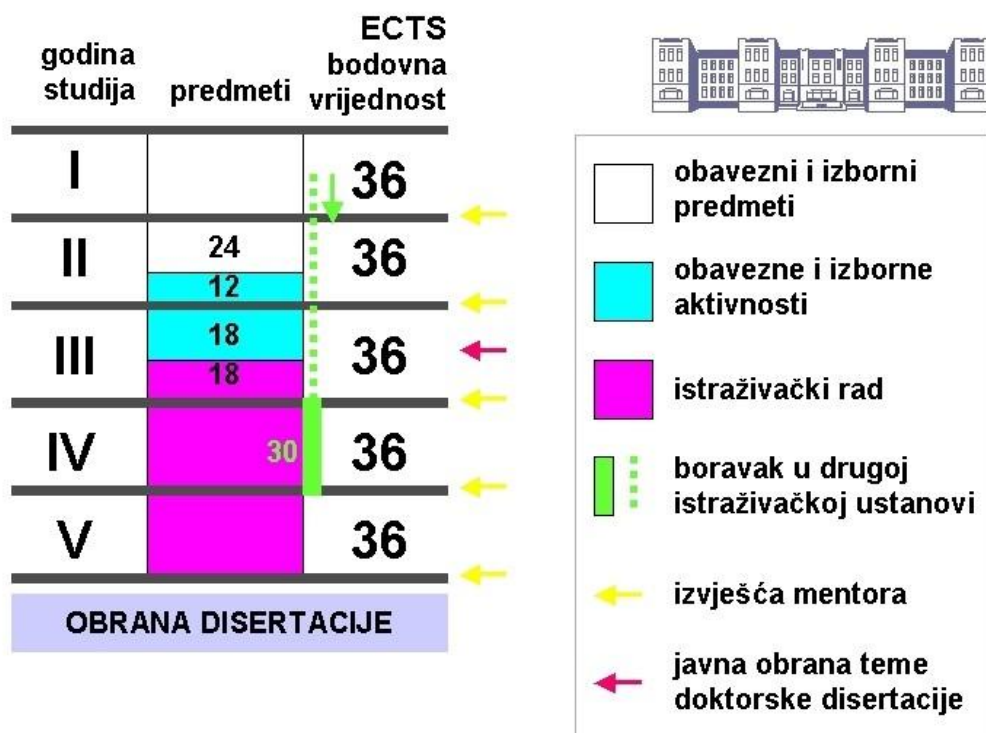 godina
studija
predmeti
ECTS
bodovna
vrijednost
I
36
II
24
12
36
III
18
18
36
IV
30
36
V
36
OBRANA DISERTACIJE
obavezni i izborni
predmeti
obavezne i izborne
aktivnosti
istraživački rad
boravak u drugoj
istraživačkoj ustanovi
izvješća mentora
javna obrana teme
doktorske disertacije